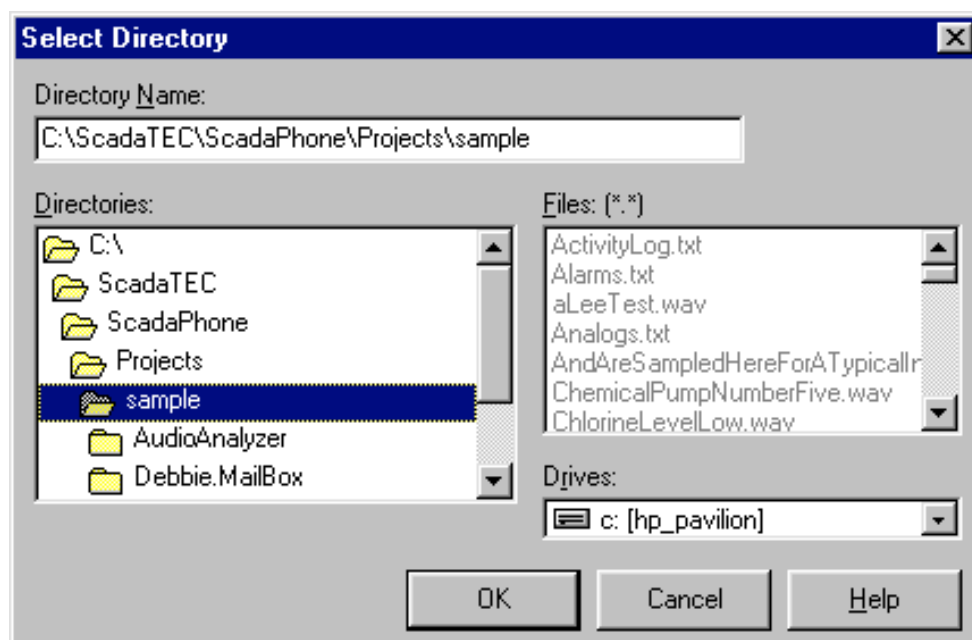 Select Directory
Directory Name:
C:\ScadaTEC\ScadaPhone\Projects\sample
Directories:
C:\
ScadaTEC
ScadaPhone
Projects
sample
AudioAnalyzer
Debbie.MailBox
Files: (*.*)
ActivityLog.txt
Alarms.txt
aLeeTest.wav
Analogs.txt
AndAreSampledHereForATypicalIr
ChemicalPumpNumberFive.wav
ChlorineLevelLow.wav
Drives:
c: [hp_pavilion]
OK Cancel Help